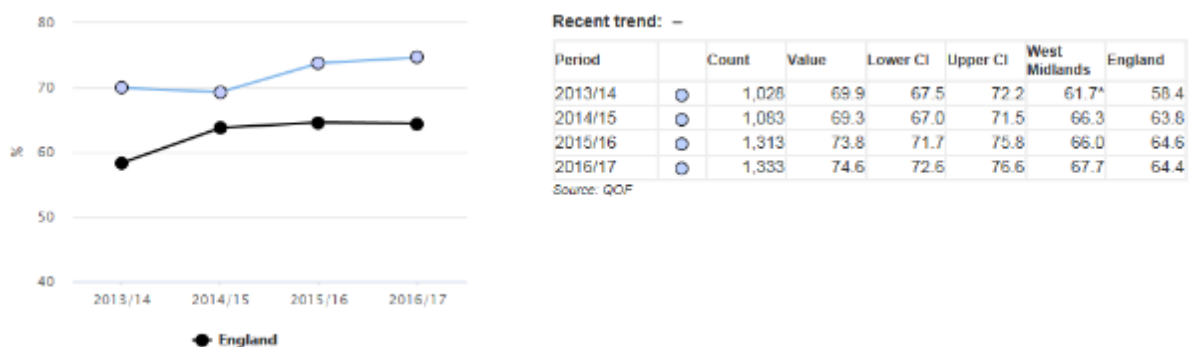 80
70
60
50
40
%
2013/14 2014/15 2015/16 2016/17
England
Recent trend: –
Period Count Value Lower CI Upper CI West Midlands England
2013/14 1,028 69.9 67.5 72.2 61.7^ 58.4
2014/15 1,083 69.3 67.0 71.5 66.3 63.8
2015/16 1,313 73.8 71.7 75.8 66.0 64.6
2016/17 1,333 74.6 72.6 76.6 67.7 64.4
Source: QOF